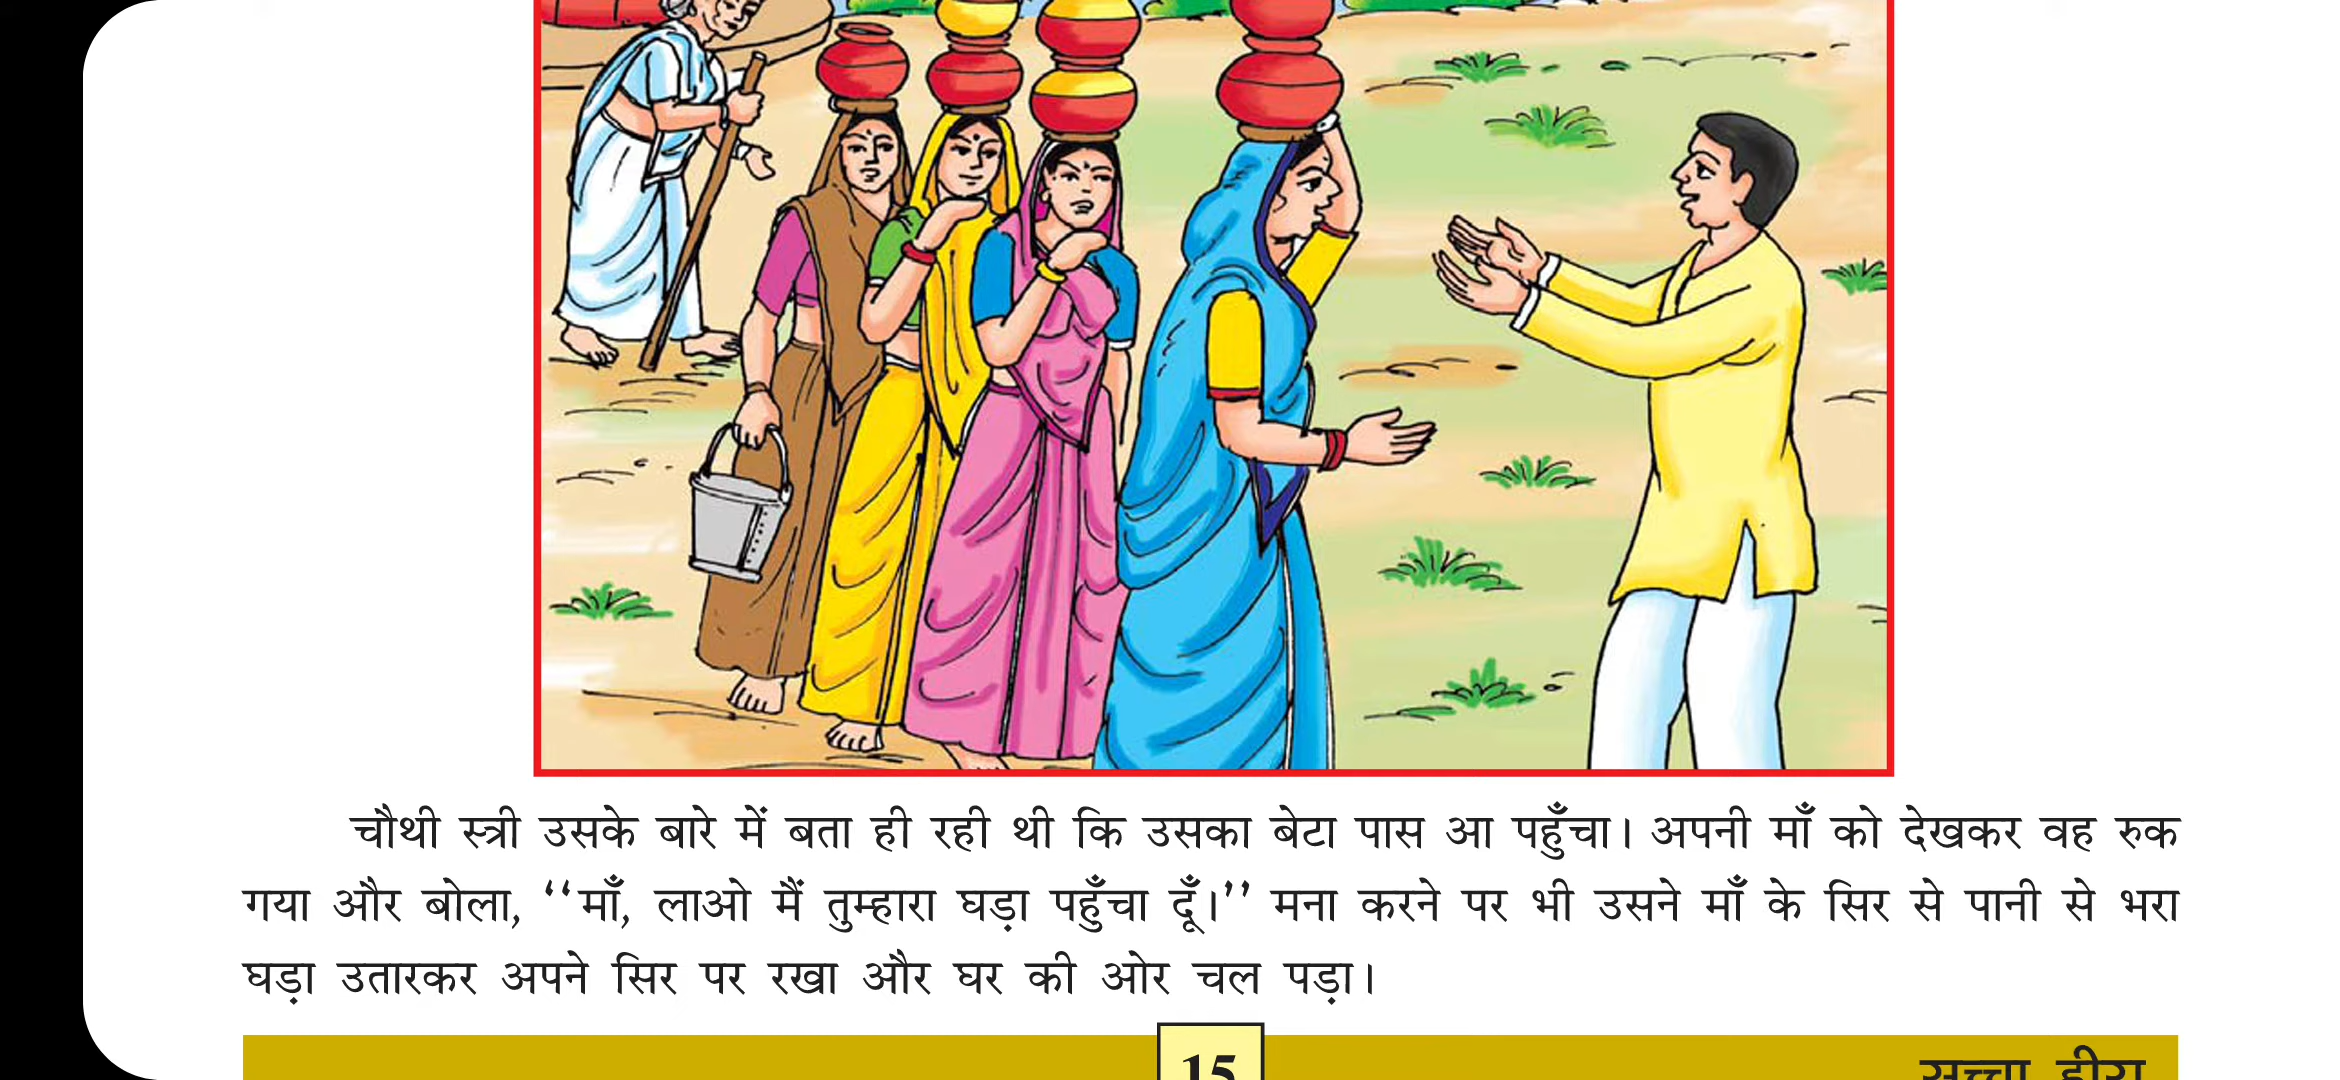 चौथी स्त्री उसके बारे में बता ही रही थी कि उसका बेटा पास आ पहुँचा। अपनी माँ को देखकर वह रुक
गया और बोला, ‘‘माँ, लाओ मैं तुम्हारा घड़ा पहुँचा दूँ।’’ मना करने पर भी उसने माँ के सिर से पानी से भरा
घड़ा उतारकर अपने सिर पर रखा और घर की ओर चल पड़ा।
15
सच्चा हीरा